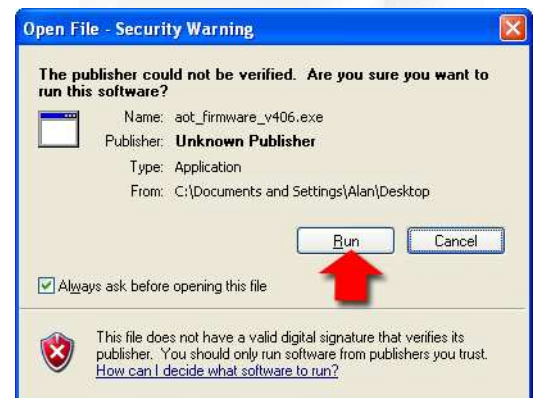 Open File - Security Warning
The publisher could not be verified. Are you sure you want to
run this software?
Name: aot_firmware_v406.exe
Publisher: Unknown Publisher
Type: Application
From: C:\Documents and Settings\Alan\Desktop
Run Cancel
Always ask before opening this file
This file does not have a valid digital signature that verifies its
publisher. You should only run software from publishers you trust.
How can I decide what software to run?